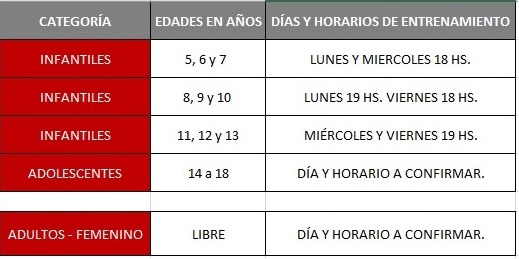 CATEGORÍA EDADES EN AÑOS DÍAS Y HORARIOS DE ENTRENAMIENTO
INFANTILES 5, 6 y 7 LUNES Y MIERCOLES 18 HS.
INFANTILES 8, 9 y 10 LUNES 19 HS. VIERNES 18 HS.
INFANTILES 11, 12 y 13 MIÉRCOLES Y VIERNES 19 HS.
ADOLESCENTES 14 a 18 DÍA Y HORARIO A CONFIRMAR.
ADULTOS - FEMENINO LIBRE DÍA Y HORARIO A CONFIRMAR.